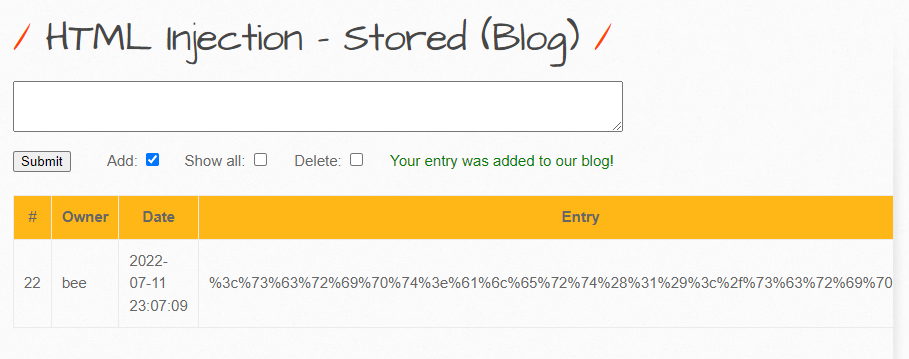 / HTML Injection - Stored (Blog) /
Submit Add: Show all: Delete: Your entry was added to our blog!
# Owner Date Entry
2022-
22 bee 07-11 %3c%73%63%72%69%70%74%3e%61%6c%65%72%74%28%31%29%3c%2f%73%63%72%69%70
23:07:09